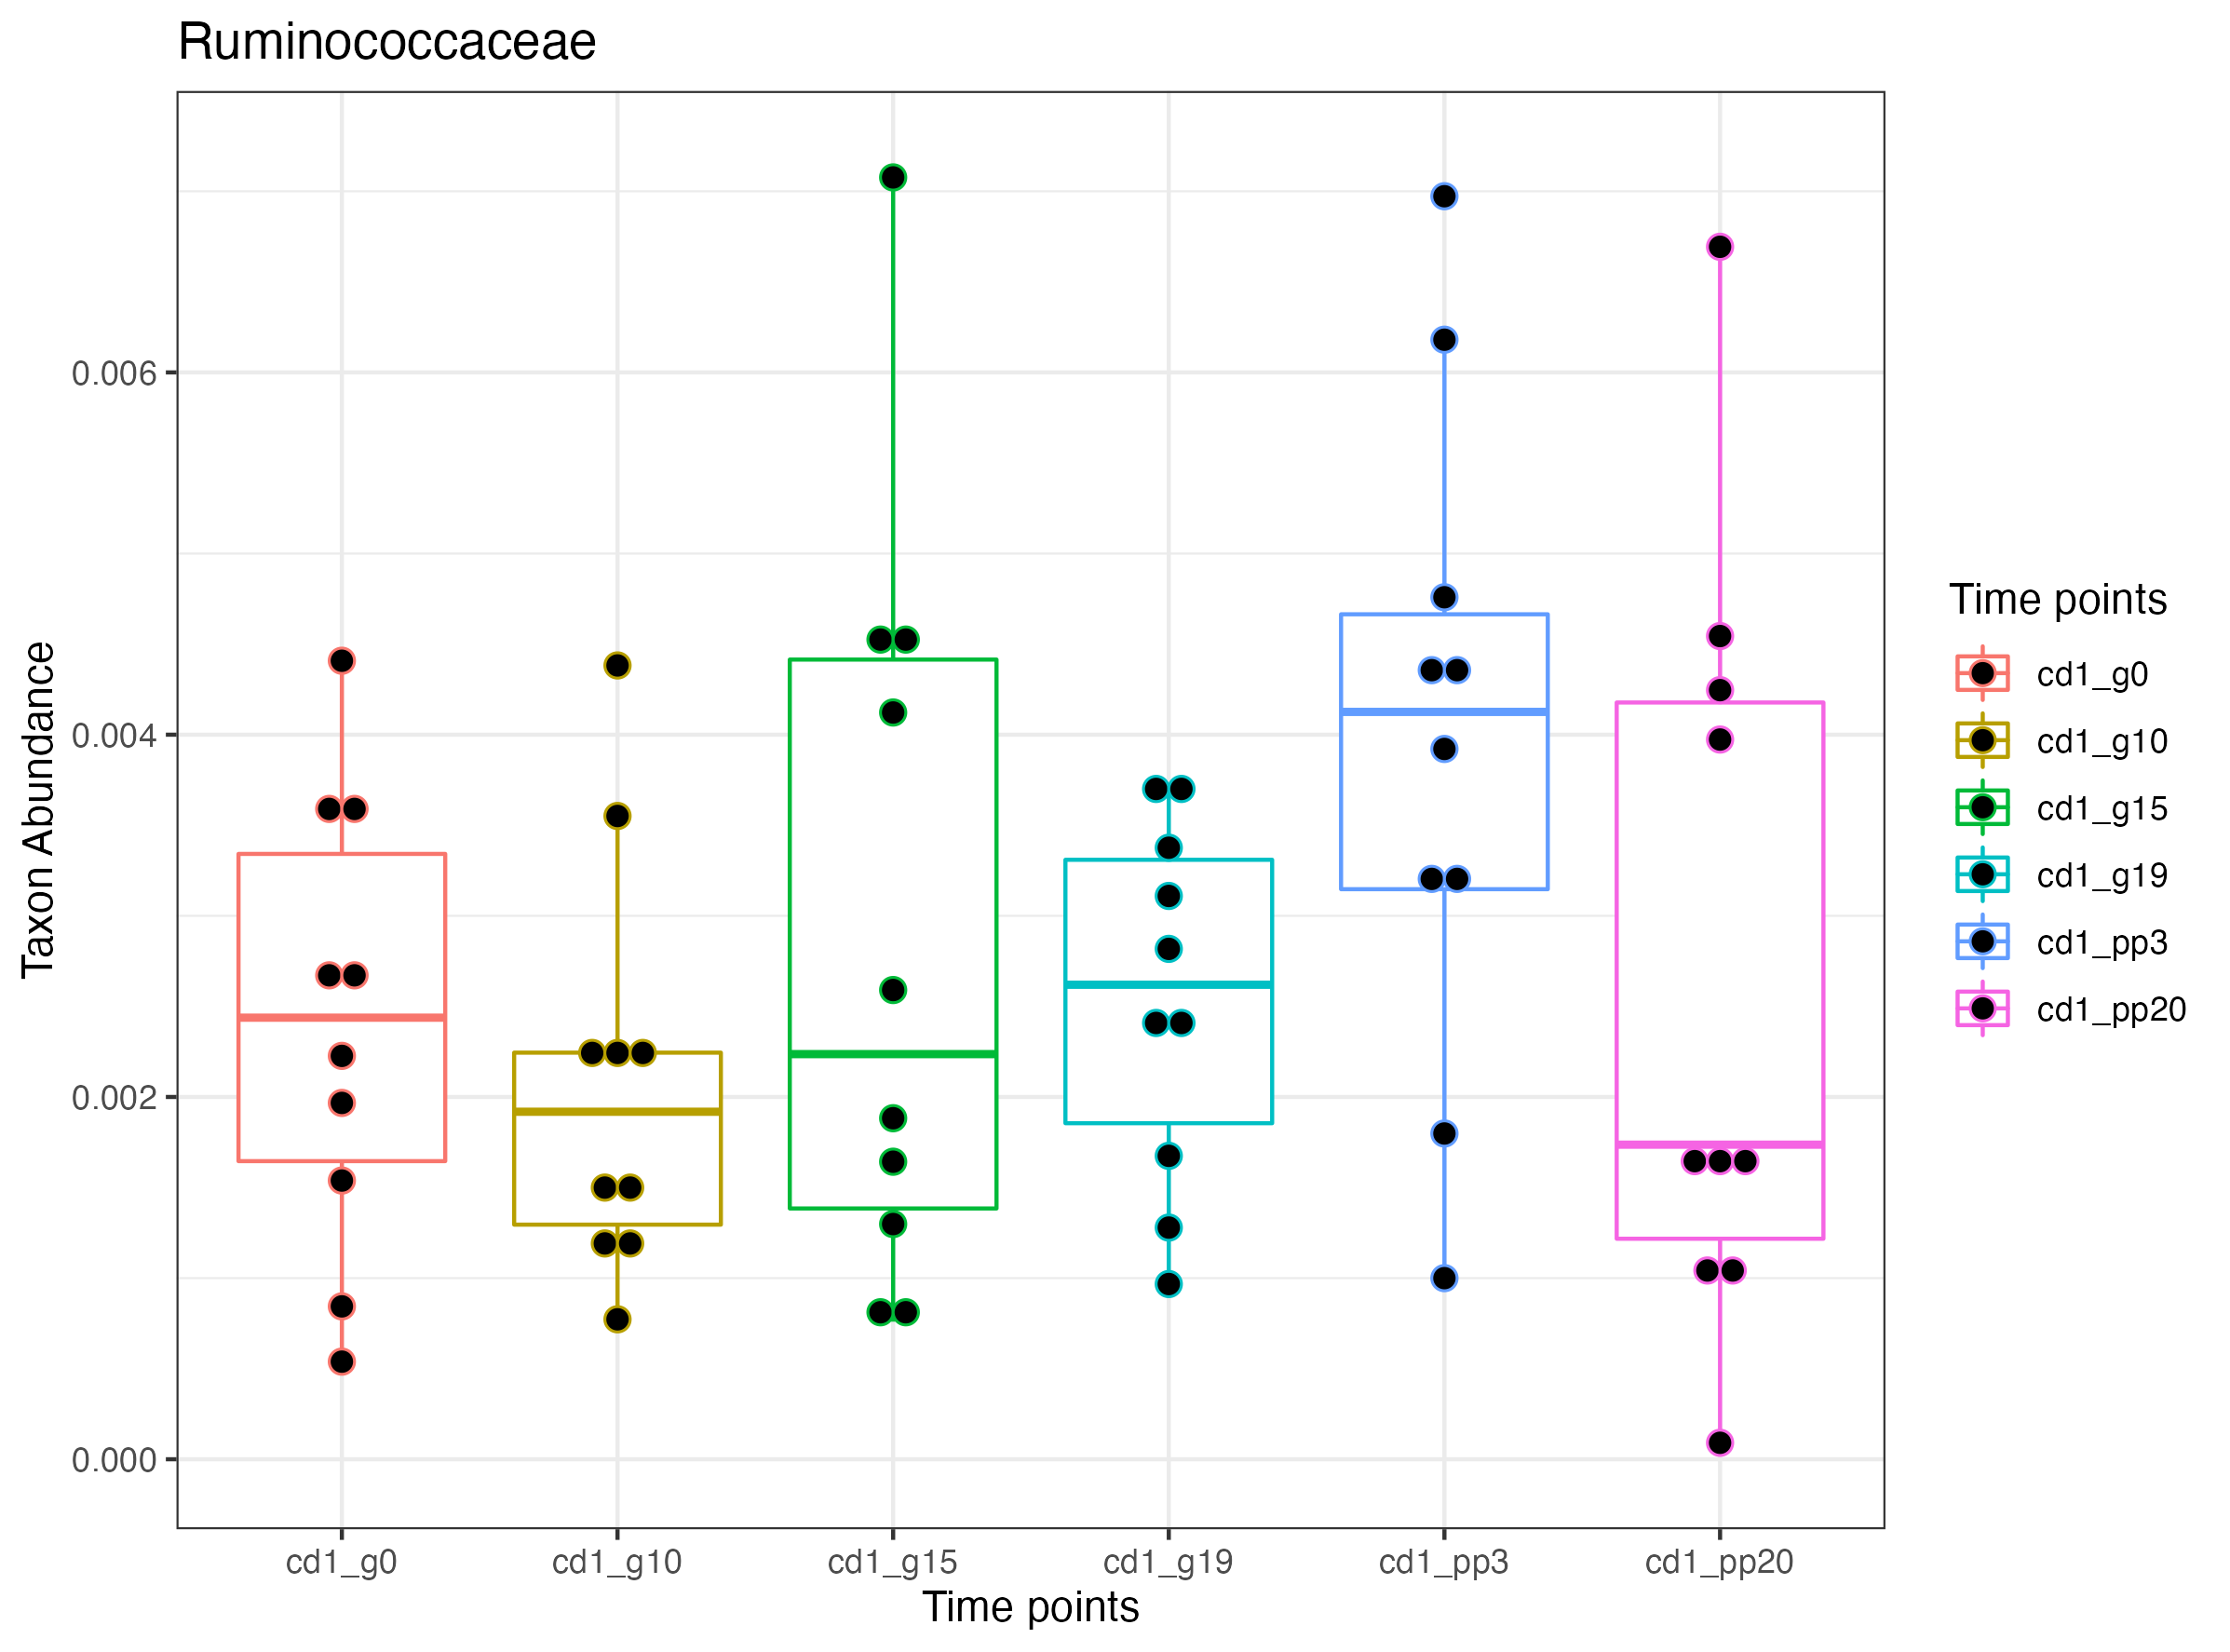 Ruminococcaceae
Taxon Abundance
0.006
0.004
0.002
0.000
cd1_g0
cd1_g10
cd1_g15
cd1_g19
cd1_pp3
cd1_pp20
Time points
Time points
cd1_g0
cd1_g10
cd1_g15
cd1_g19
cd1_pp3
cd1_pp20